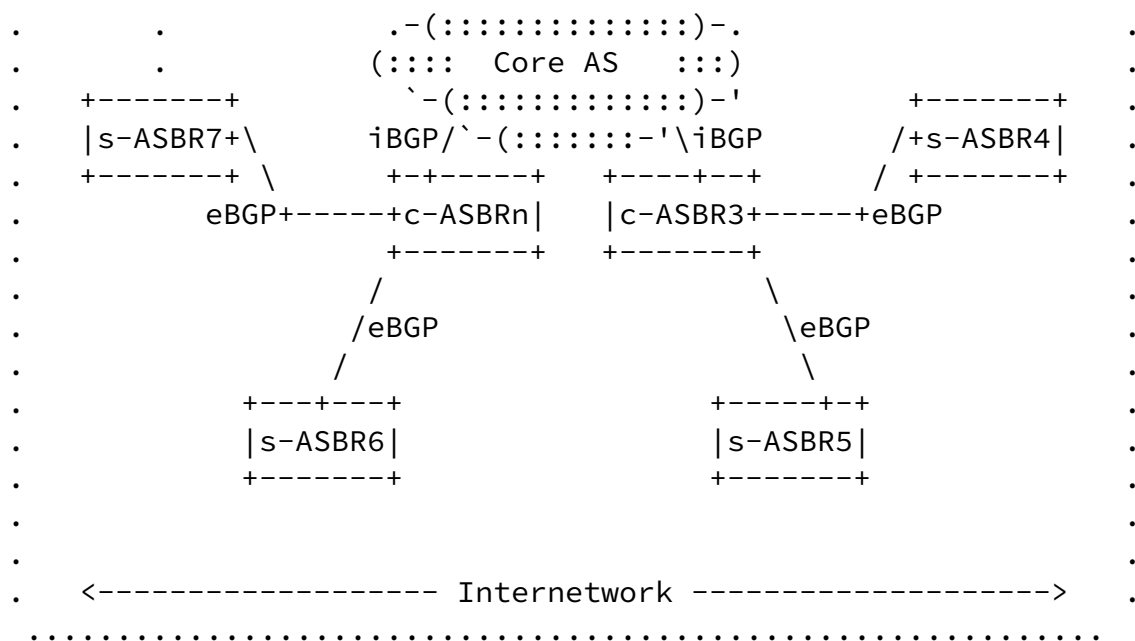 .         .               .-(::::::::::::::)-.                      .
.         .              (::::  Core AS   :::)                      .
.    +-------+           `-(:::::::::::::)-'           +-------+    .
.    |s-ASBR7+\       iBGP/`-(:::::::-'\iBGP        /+s-ASBR4|    .
.    +-------+ \        +-+-----+   +----+--+       / +-------+    .
.            eBGP+-----+c-ASBRn|   |c-ASBR3+-----+eBGP            .
.                       +-------+   +-------+                       .
.                      /                     \                      .
.                     /eBGP                   \eBGP                 .
.                    /                         \                    .
.              +---+---+                   +-----+-+                .
.              |s-ASBR6|                   |s-ASBR5|                .
.              +-------+                   +-------+                .
.                                                                   .
.                                                                   .
.    <------------------- Internetwork -------------------->    .
............................................................